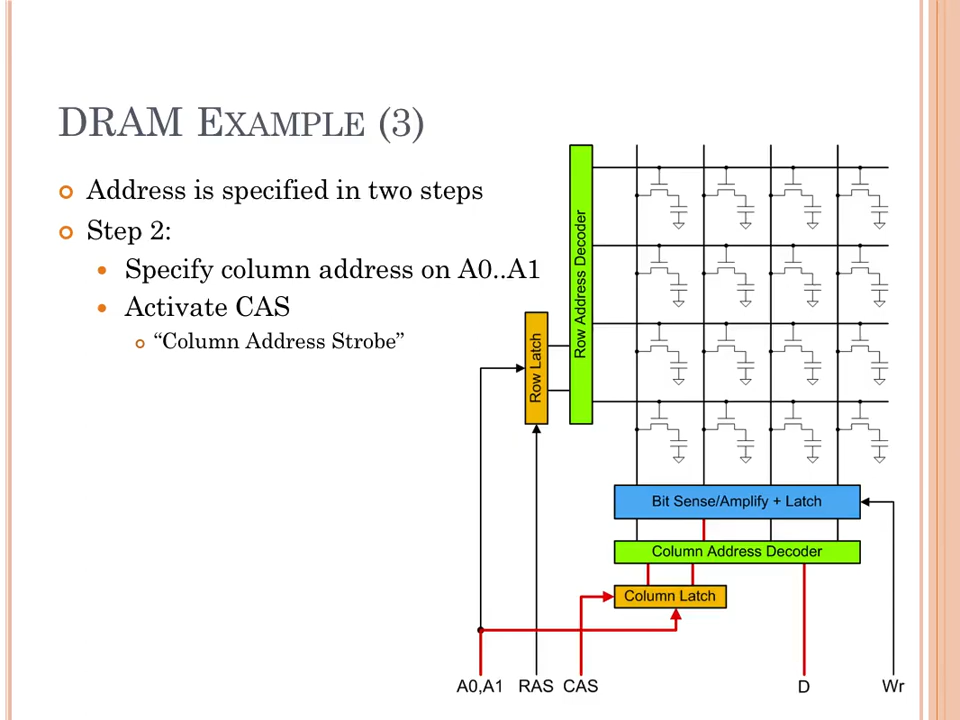 DRAM EXAMPLE (3)
Address is specified in two steps
Step 2:
Specify column address on A0..A1
Activate CAS
“Column Address Strobe”
Row Address Decoder
Row Latch
Bit Sense/Amplify + Latch
Column Address Decoder
Column Latch
A0,A1 RAS CAS D Wr